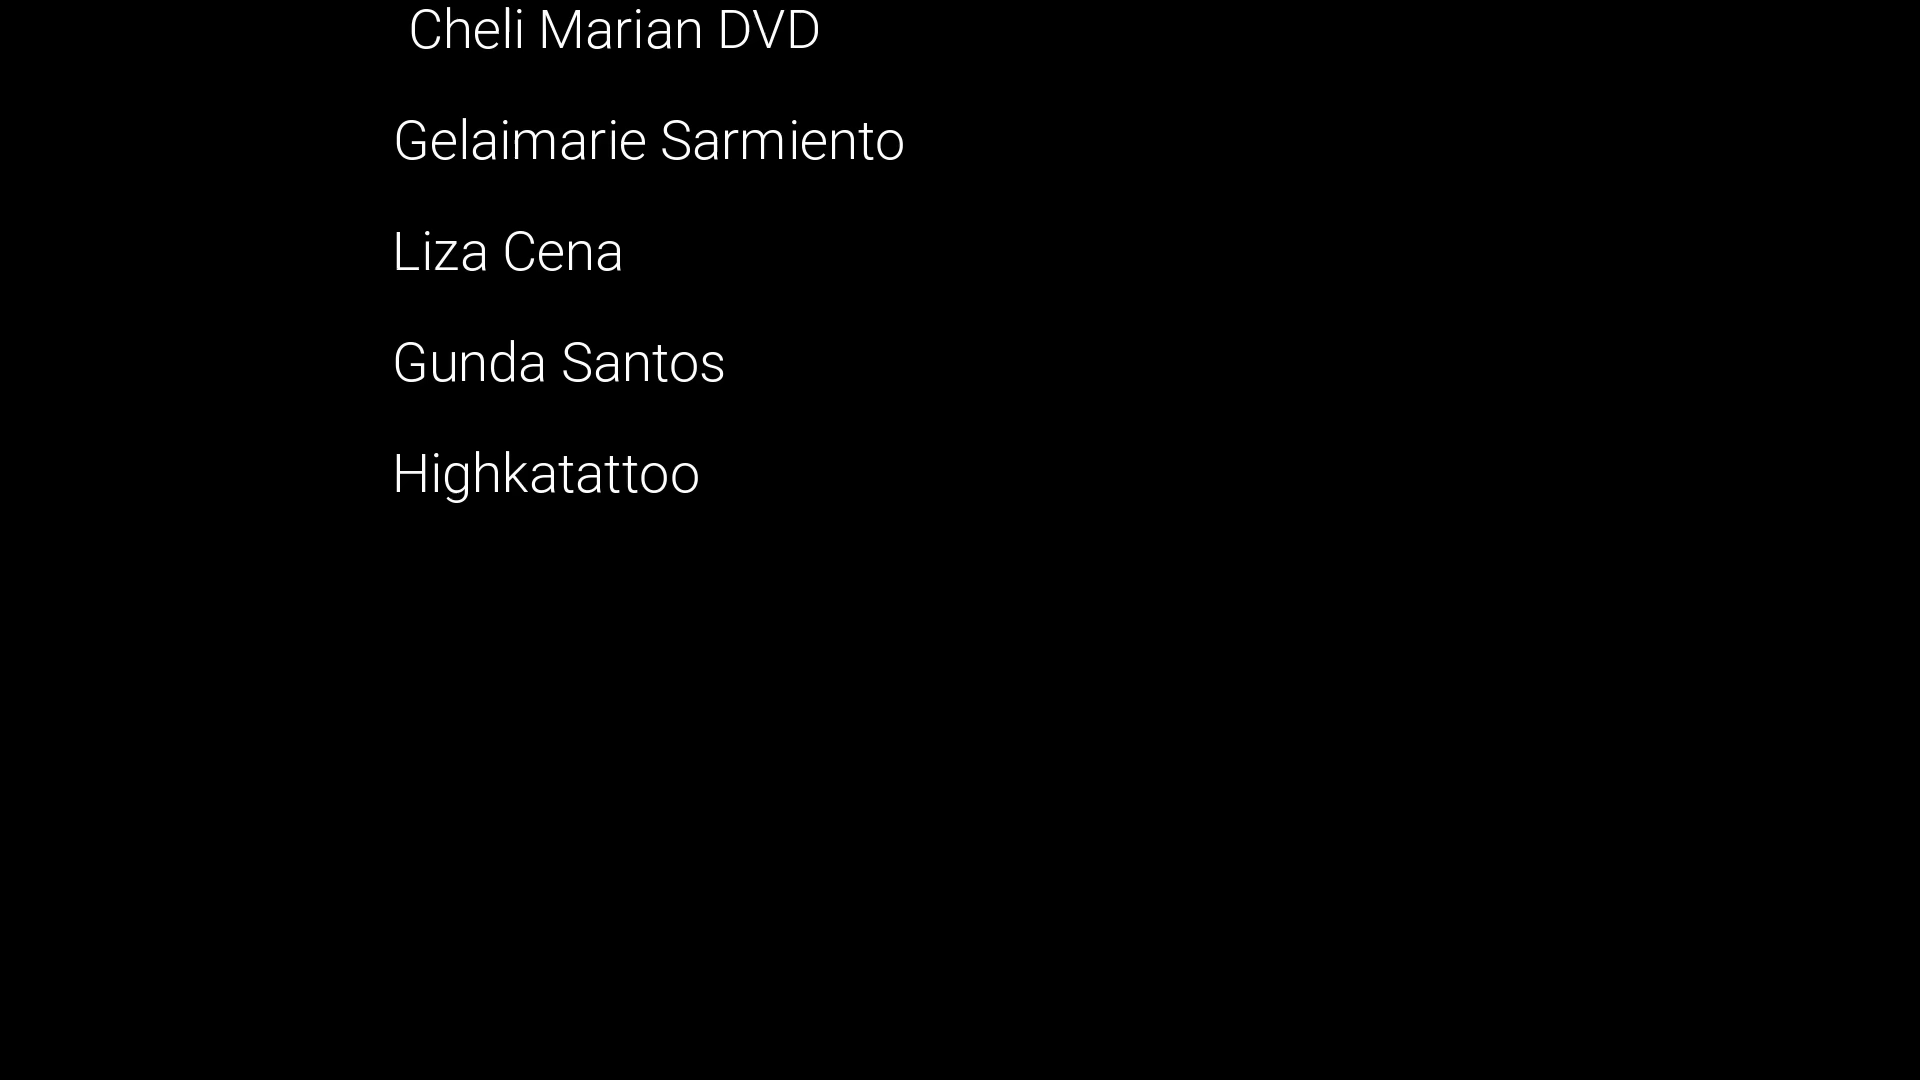 Cheli Marian DVD
Gelaimarie Sarmiento
Liza Cena
Gunda Santos
Highkatattoo